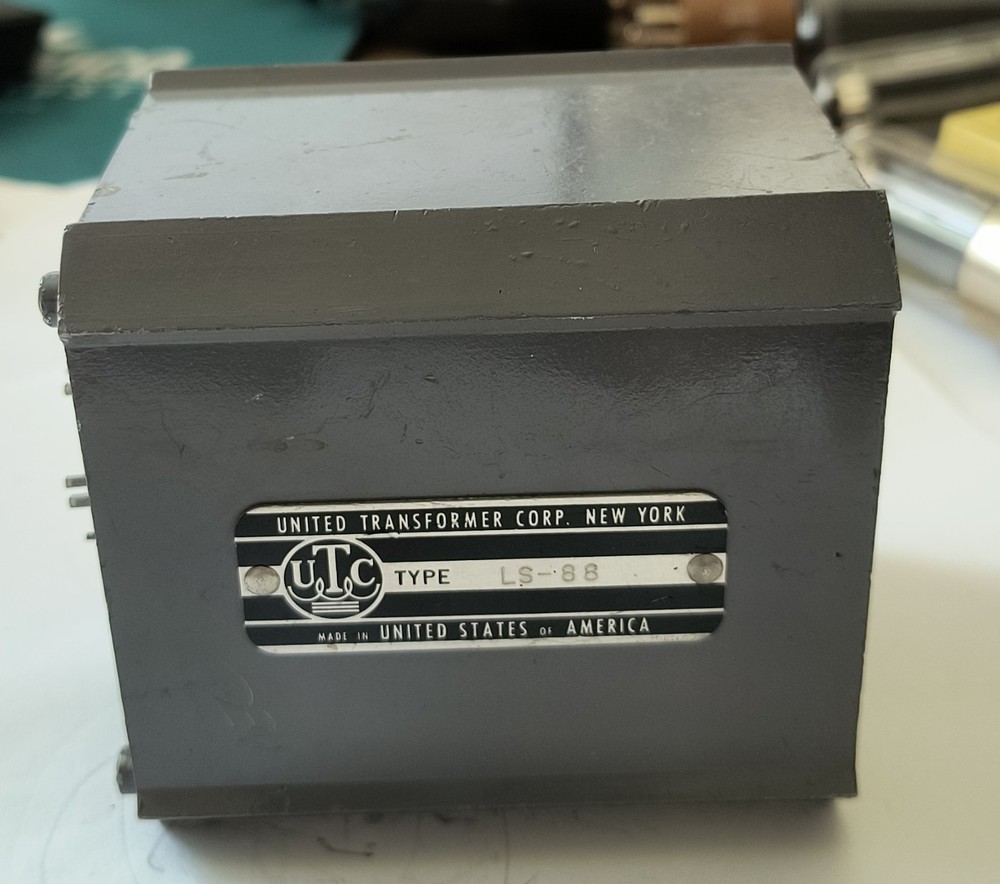 UNITED TRANSFORMER CORP. NEW YORK
UTC TYPE LS-88
MADE IN UNITED STATES OF AMERICA